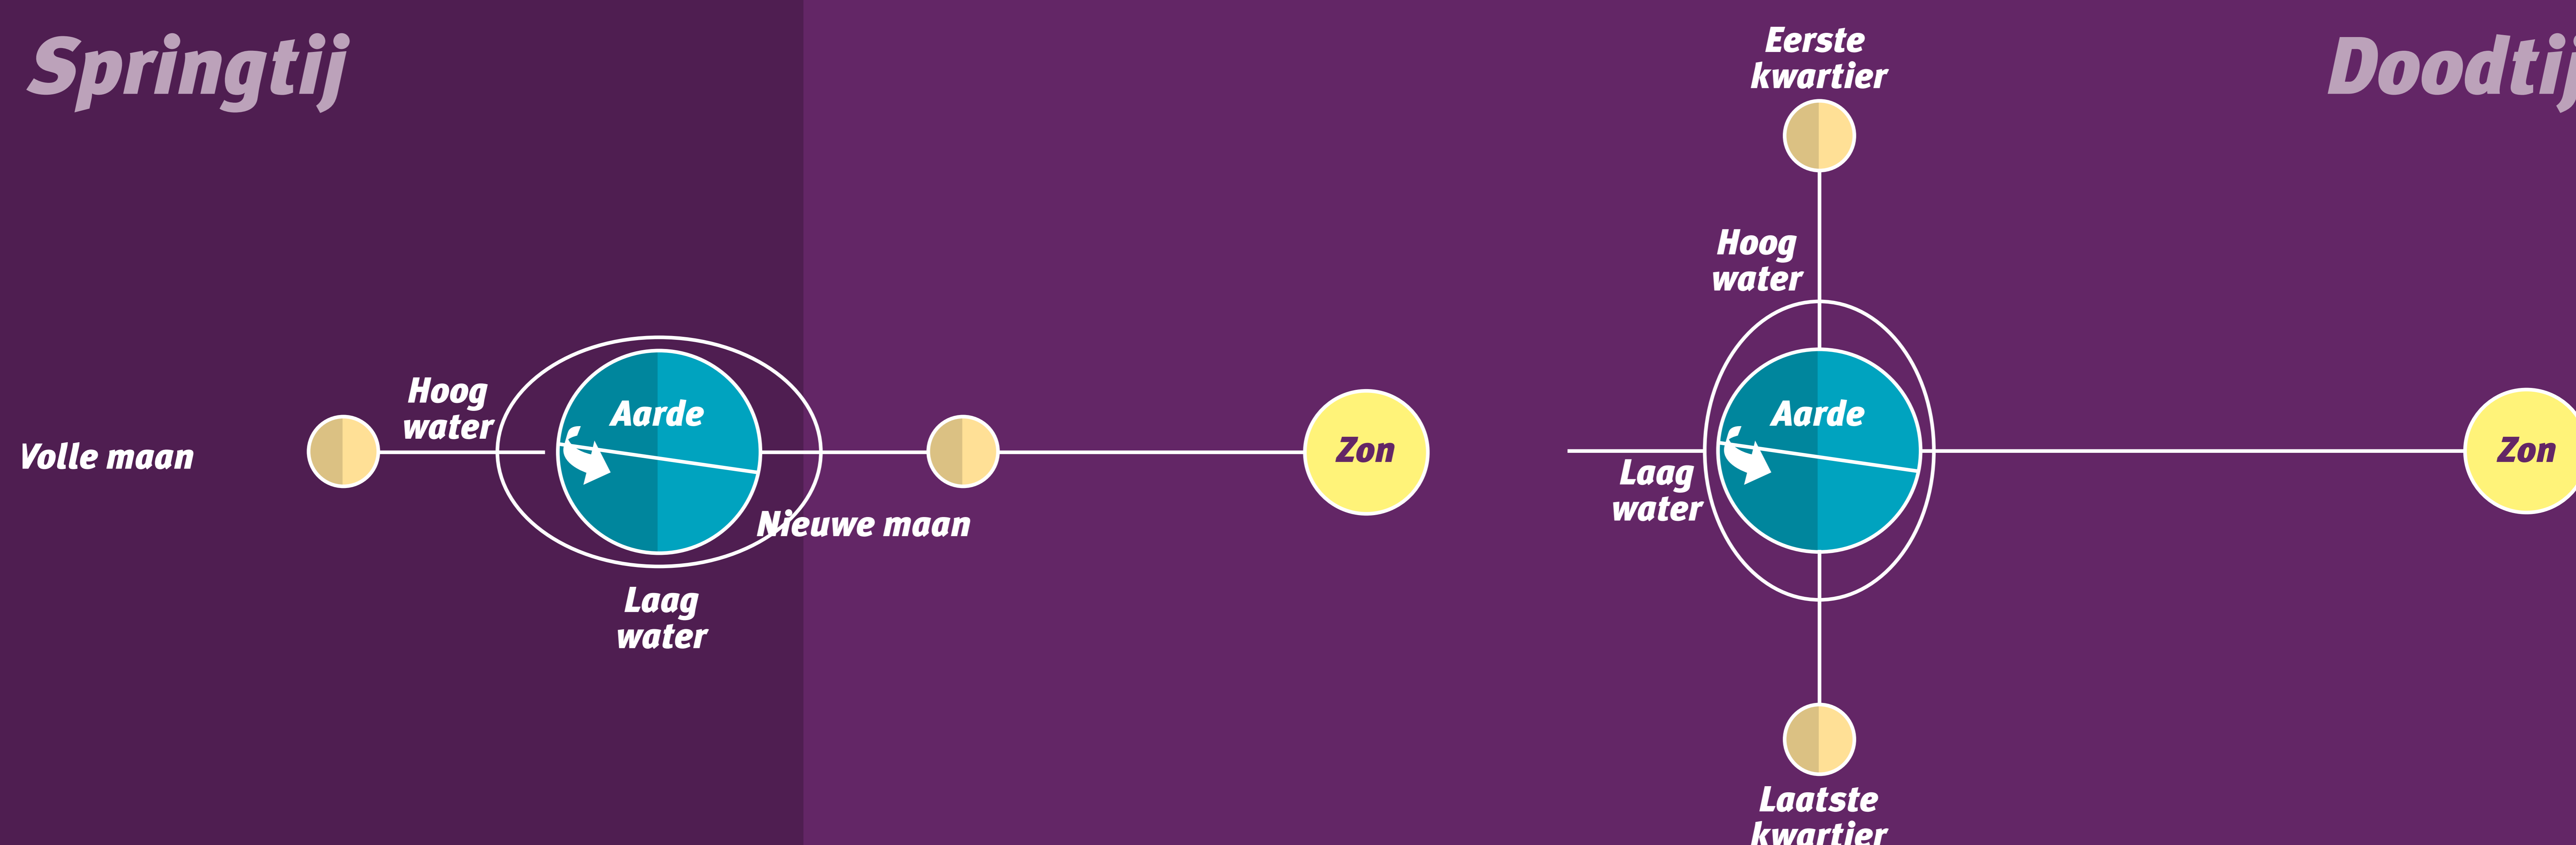 Springtij
Volle maan
Hoog
water
Aarde
Nieuwe maan
Laag
water
Zon
Doodtij
Eerste
kwartier
Hoog
water
Laag
water
Aarde
Zon
Laatste
kwartier